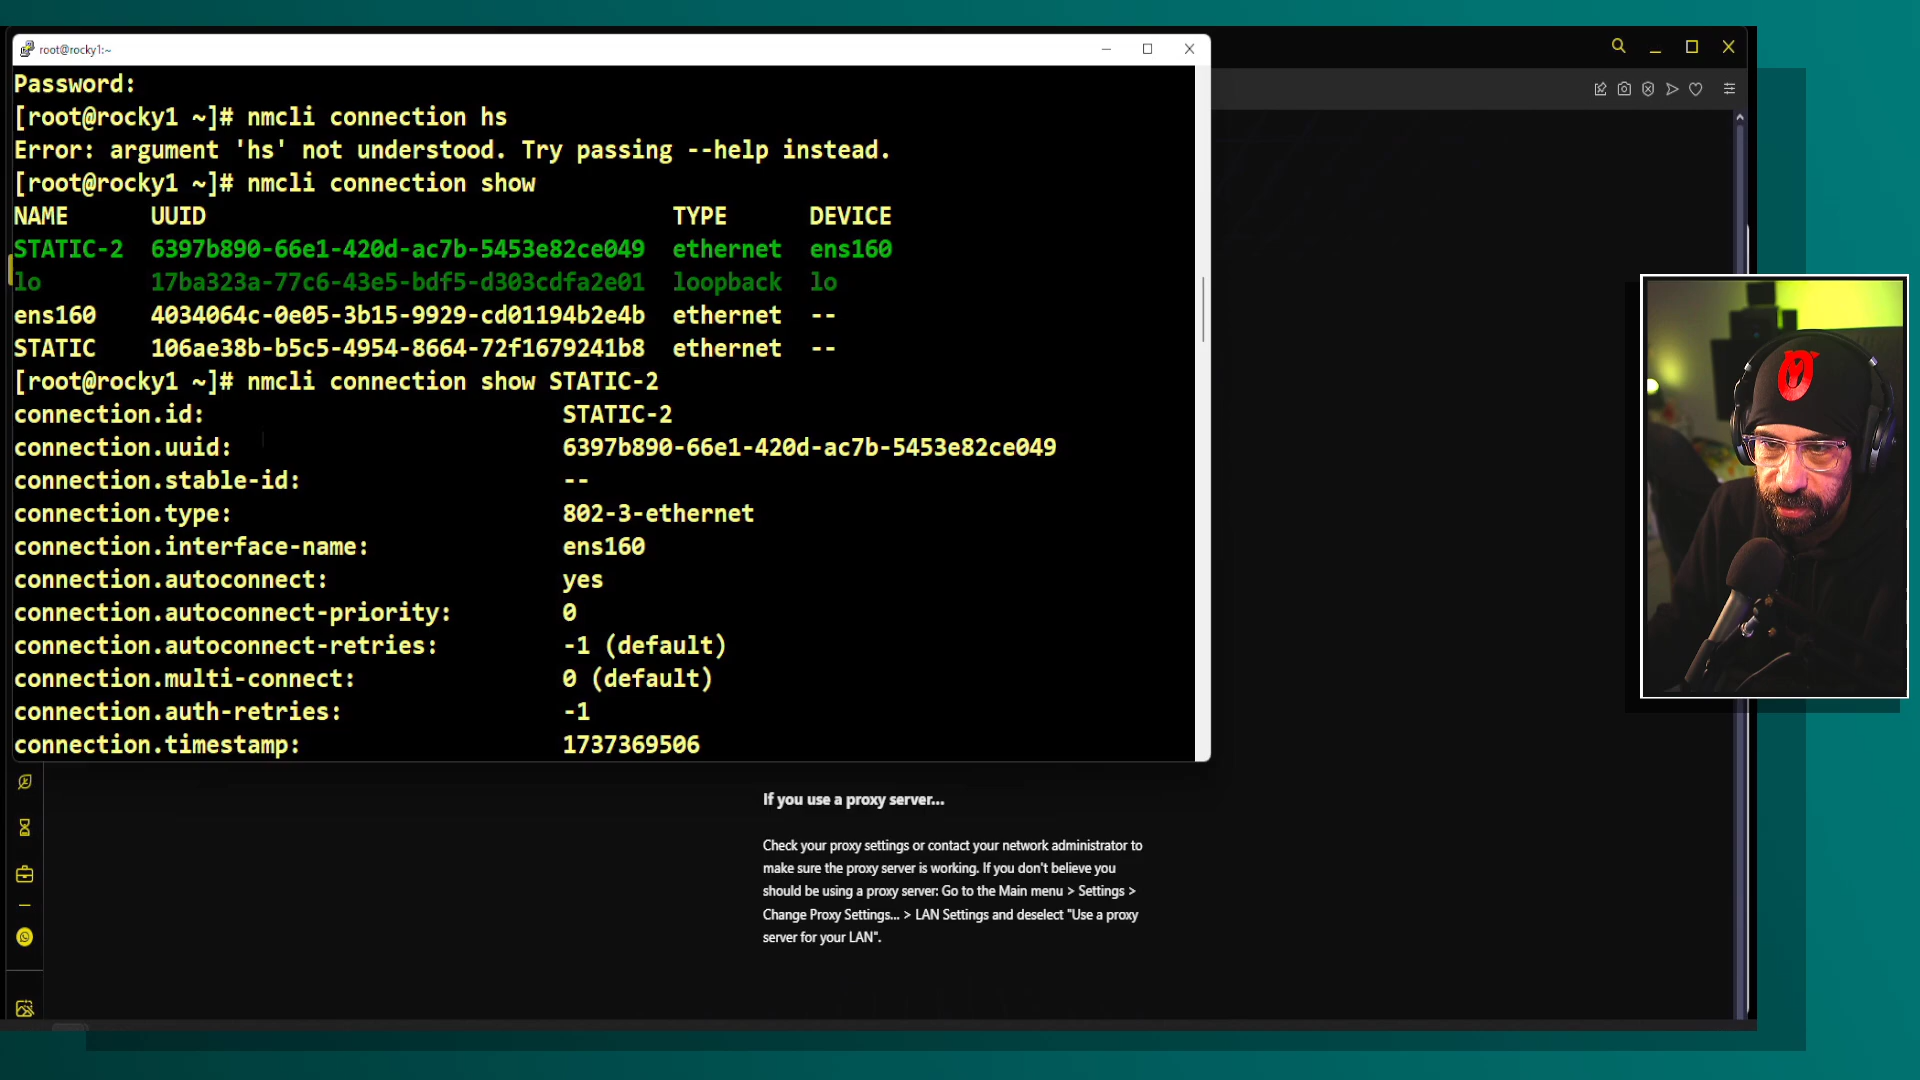 root@rocky1:~
Password:
[root@rocky1 ~]# nmcli connection hs
Error: argument 'hs' not understood. Try passing --help instead.
[root@rocky1 ~]# nmcli connection show
NAME UUID TYPE DEVICE
STATIC-2 6397b890-66e1-420d-ac7b-5453e82ce049 ethernet ens160
lo 17ba323a-77c6-43e5-bdf5-d303cdfa2e01 loopback lo
ens160 4034064c-0e05-3b15-9929-cd01194b2e4b ethernet --
STATIC 106ae38b-b5c5-4954-8664-72f1679241b8 ethernet --
[root@rocky1 ~]# nmcli connection show STATIC-2
connection.id: STATIC-2
connection.uuid: 6397b890-66e1-420d-ac7b-5453e82ce049
connection.stable-id: --
connection.type: 802-3-ethernet
connection.interface-name: ens160
connection.autoconnect: yes
connection.autoconnect-priority: 0
connection.autoconnect-retries: -1 (default)
connection.multi-connect: 0 (default)
connection.auth-retries: -1
connection.timestamp: 1737369506
If you use a proxy server...
Check your proxy settings or contact your network administrator to
make sure the proxy server is working. If you don't believe you
should be using a proxy server: Go to the Main menu > Settings >
Change Proxy Settings... > LAN Settings and deselect "Use a proxy
server for your LAN".